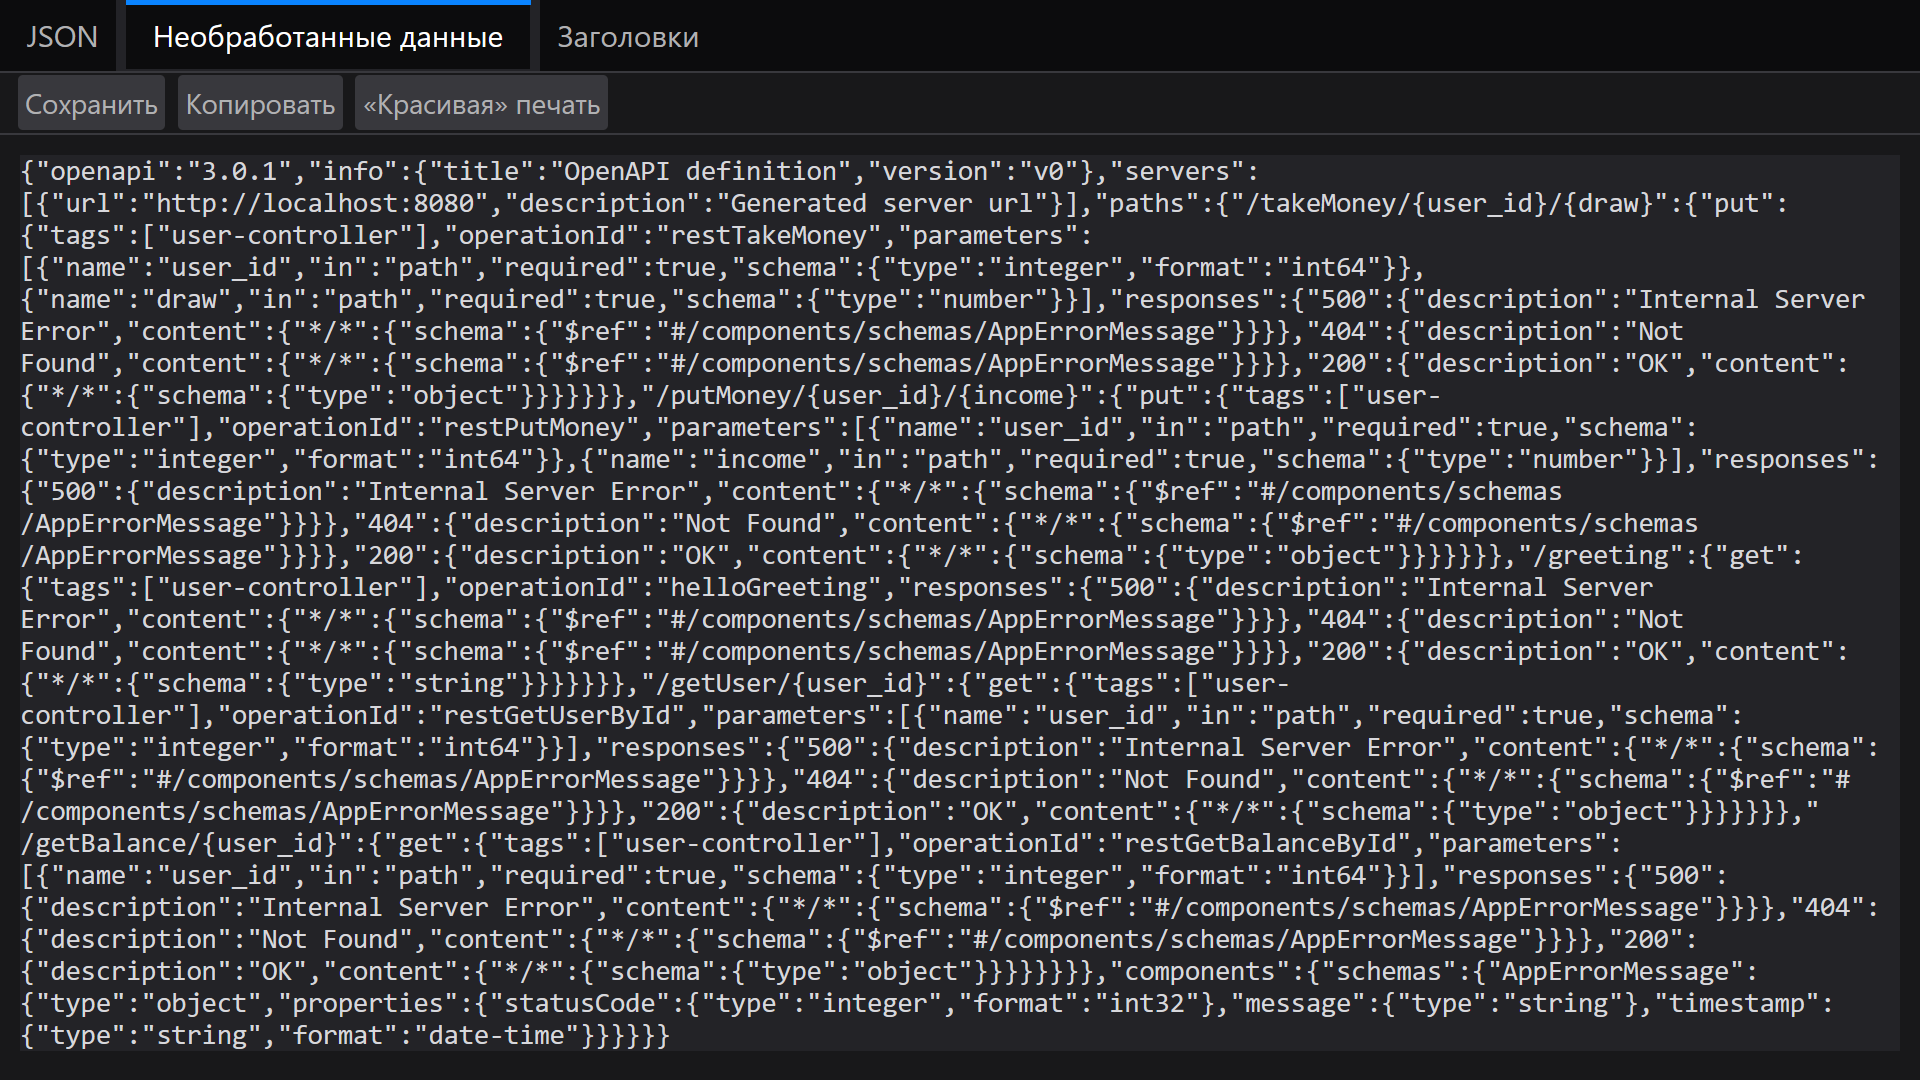 JSON
Необработанные данные
Заголовки
Сохранить
Копировать
«Красивая» печать
{"openapi":"3.0.1","info":{"title":"OpenAPI definition","version":"v0"},"servers":
[{"url":"http://localhost:8080","description":"Generated server url"}],"paths":{"/takeMoney/{user_id}/{draw}":{"put":
{"tags":["user-controller"],"operationId":"restTakeMoney","parameters":
[{"name":"user_id","in":"path","required":true,"schema":{"type":"integer","format":"int64"}},
{"name":"draw","in":"path","required":true,"schema":{"type":"number"}}],"responses":{"500":{"description":"Internal Server
Error","content":{"*/*":{"schema":{"$ref":"#/components/schemas/AppErrorMessage"}}}},"404":{"description":"Not
Found","content":{"*/*":{"schema":{"$ref":"#/components/schemas/AppErrorMessage"}}}},"200":{"description":"OK","content":
{"*/*":{"schema":{"type":"object"}}}}}}},"/putMoney/{user_id}/{income}":{"put":{"tags":["user-
controller"],"operationId":"restPutMoney","parameters":[{"name":"user_id","in":"path","required":true,"schema":
{"type":"integer","format":"int64"}},{"name":"income","in":"path","required":true,"schema":{"type":"number"}}],"responses":
{"500":{"description":"Internal Server Error","content":{"*/*":{"schema":{"$ref":"#/components/schemas
/AppErrorMessage"}}}},"404":{"description":"Not Found","content":{"*/*":{"schema":{"$ref":"#/components/schemas
/AppErrorMessage"}}}},"200":{"description":"OK","content":{"*/*":{"schema":{"type":"object"}}}}}}},"/greeting":{"get":
{"tags":["user-controller"],"operationId":"helloGreeting","responses":{"500":{"description":"Internal Server
Error","content":{"*/*":{"schema":{"$ref":"#/components/schemas/AppErrorMessage"}}}},"404":{"description":"Not
Found","content":{"*/*":{"schema":{"$ref":"#/components/schemas/AppErrorMessage"}}}},"200":{"description":"OK","content":
{"*/*":{"schema":{"type":"string"}}}}}}},"/getUser/{user_id}":{"get":{"tags":["user-
controller"],"operationId":"restGetUserById","parameters":[{"name":"user_id","in":"path","required":true,"schema":
{"type":"integer","format":"int64"}}],"responses":{"500":{"description":"Internal Server Error","content":{"*/*":{"schema":
{"$ref":"#/components/schemas/AppErrorMessage"}}}},"404":{"description":"Not Found","content":{"*/*":{"schema":{"$ref":"#
/components/schemas/AppErrorMessage"}}}},"200":{"description":"OK","content":{"*/*":{"schema":{"type":"object"}}}}}}},"
/getBalance/{user_id}":{"get":{"tags":["user-controller"],"operationId":"restGetBalanceById","parameters":
[{"name":"user_id","in":"path","required":true,"schema":{"type":"integer","format":"int64"}}],"responses":{"500":
{"description":"Internal Server Error","content":{"*/*":{"schema":{"$ref":"#/components/schemas/AppErrorMessage"}}}},"404":
{"description":"Not Found","content":{"*/*":{"schema":{"$ref":"#/components/schemas/AppErrorMessage"}}}},"200":
{"description":"OK","content":{"*/*":{"schema":{"type":"object"}}}}}}}},"components":{"schemas":{"AppErrorMessage":
{"type":"object","properties":{"statusCode":{"type":"integer","format":"int32"},"message":{"type":"string"},"timestamp":
{"type":"string","format":"date-time"}}}}}}